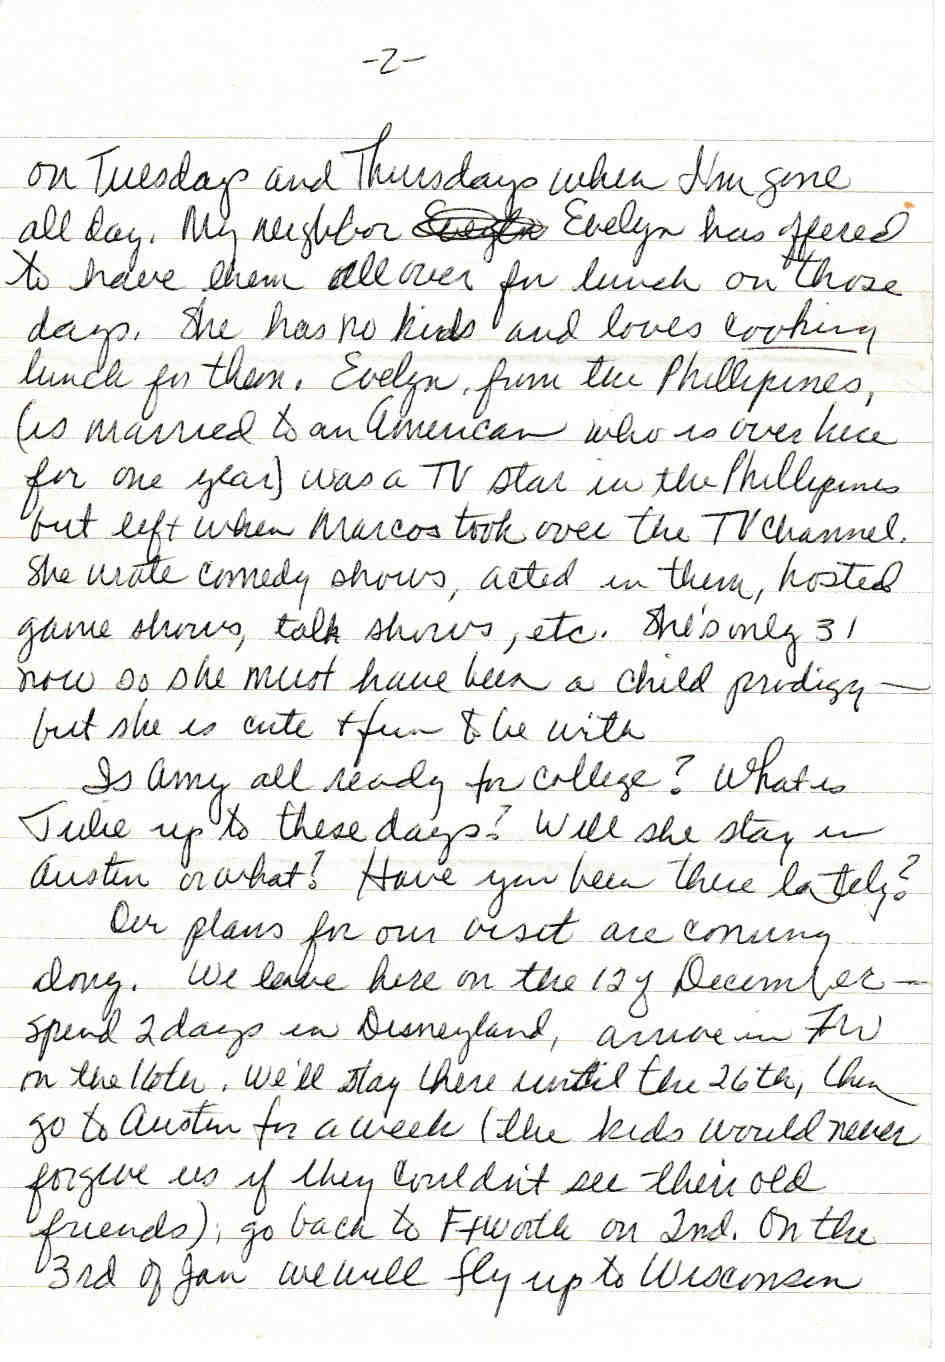 -2-
on Tuesdays and Thursdays when I'm gone
all day. My neighbor Evelyn has offered
to have them all over for lunch on those
days. She has no kids and loves cooking
lunch for them. Evelyn, from the Phillipines,
(is married to an American who is over here
for one year) was a TV star in the Phillipines
but left when Marcos took over the TV channel.
She wrote comedy shows, acted in them, hosted
game shows, talk shows, etc. She's only 31
now so she must have been a child prodigy —
but she is cute + fun to be with
Is Amy all ready for college? What is
Julie up to these days? Will she stay in
Austin or what? Have you been there lately?
Our plans for our visit are coming
along. We leave here on the 12 of December —
spend 2 days in Disneyland, arrive in FW
on the 16th. We'll stay there until the 26th, then
go to Austin for a week (the kids would never
forgive us if they couldn't see their old
friends), go back to Ft Worth on 2nd. On the
3rd of Jan we will fly up to Wisconsin